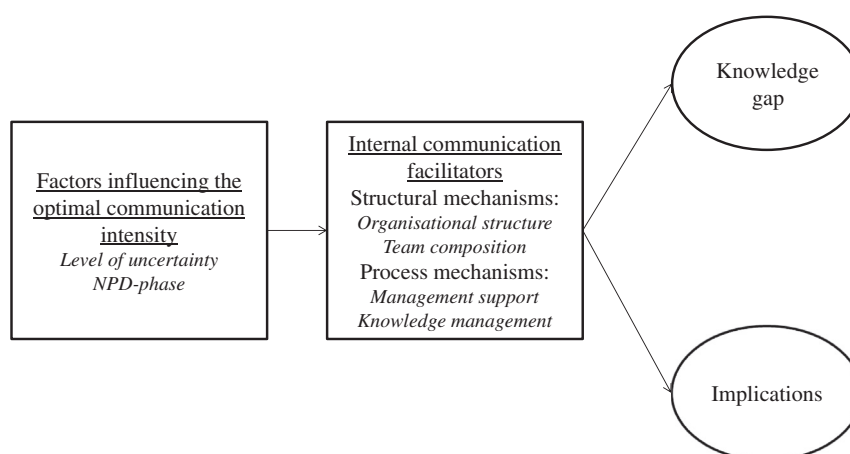 Factors influencing the
optimal communication
intensity
Level of uncertainty
NPD-phase
Internal communication
facilitators
Structural mechanisms:
Organisational structure
Team composition
Process mechanisms:
Management support
Knowledge management
Knowledge
gap
Implications